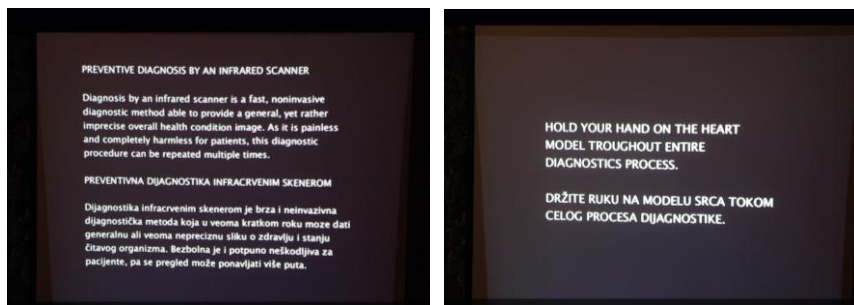 PREVENTIVE DIAGNOSIS BY AN INFRARED SCANNER
Diagnosis by an infrared scanner is a fast, noninvasive
diagnostic method able to provide a general, yet rather
imprecise overall health condition image. As it is painless
and completely harmless for patients, this diagnostic
procedure can be repeated multiple times.
PREVENTIVNA DIJAGNOSTIKA INFRACRVENIM SKENEROM
Dijagnostika infracrvenim skenerom je brza i neinvazivna
dijagnostička metoda koja u veoma kratkom roku moze dati
generalnu ali veoma nepreciznu sliku o zdravlju i stanju
čitavog organizma. Bezbolna je i potpuno neškodljiva za
pacijente, pa se pregled može ponavljati više puta.
HOLD YOUR HAND ON THE HEART
MODEL TROUGHOUT ENTIRE
DIAGNOSTICS PROCESS.
DRŽITE RUKU NA MODELU SRCA TOKOM
CELOG PROCESA DIJAGNOSTIKE.